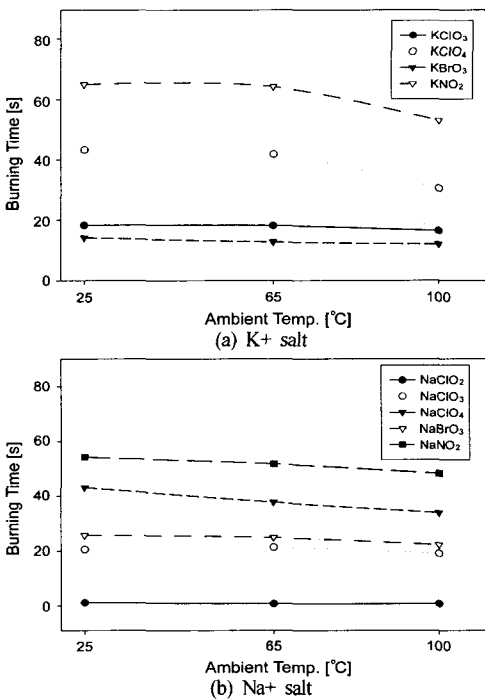 80
60
40
20
0
Burning Time [s]
KClO₃
KClO₄
KBrO₃
KNO₂
25 65 100
Ambient Temp. [°C]
(a) K+ salt
80
60
40
20
0
Burning Time [s]
NaClO₂
NaClO₃
NaClO₄
NaBrO₃
NaNO₂
25 65 100
Ambient Temp. [°C]
(b) Na+ salt